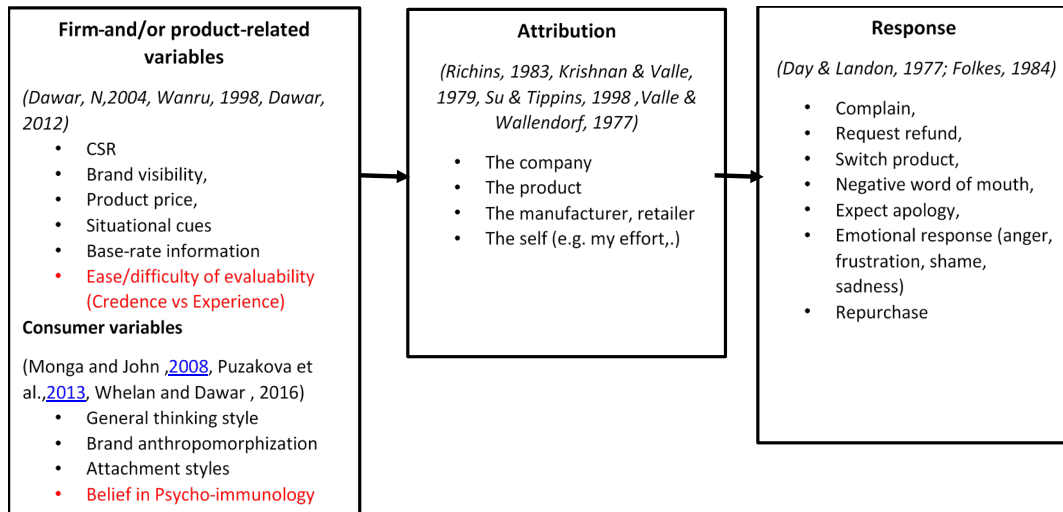 Firm-and/or product-related
variables
(Dawar, N,2004, Wanru, 1998, Dawar,
2012)
• CSR
• Brand visibility,
• Product price,
• Situational cues
• Base-rate information
• Ease/difficulty of evaluability
(Credence vs Experience)
Consumer variables
(Monga and John ,2008, Puzakova et
al.,2013, Whelan and Dawar , 2016)
• General thinking style
• Brand anthropomorphization
• Attachment styles
• Belief in Psycho-immunology
Attribution
(Richins, 1983, Krishnan & Valle,
1979, Su & Tippins, 1998 ,Valle &
Wallendorf, 1977)
• The company
• The product
• The manufacturer, retailer
• The self (e.g. my effort,.)
Response
(Day & Landon, 1977; Folkes, 1984)
• Complain,
• Request refund,
• Switch product,
• Negative word of mouth,
• Expect apology,
• Emotional response (anger,
frustration, shame,
sadness)
• Repurchase